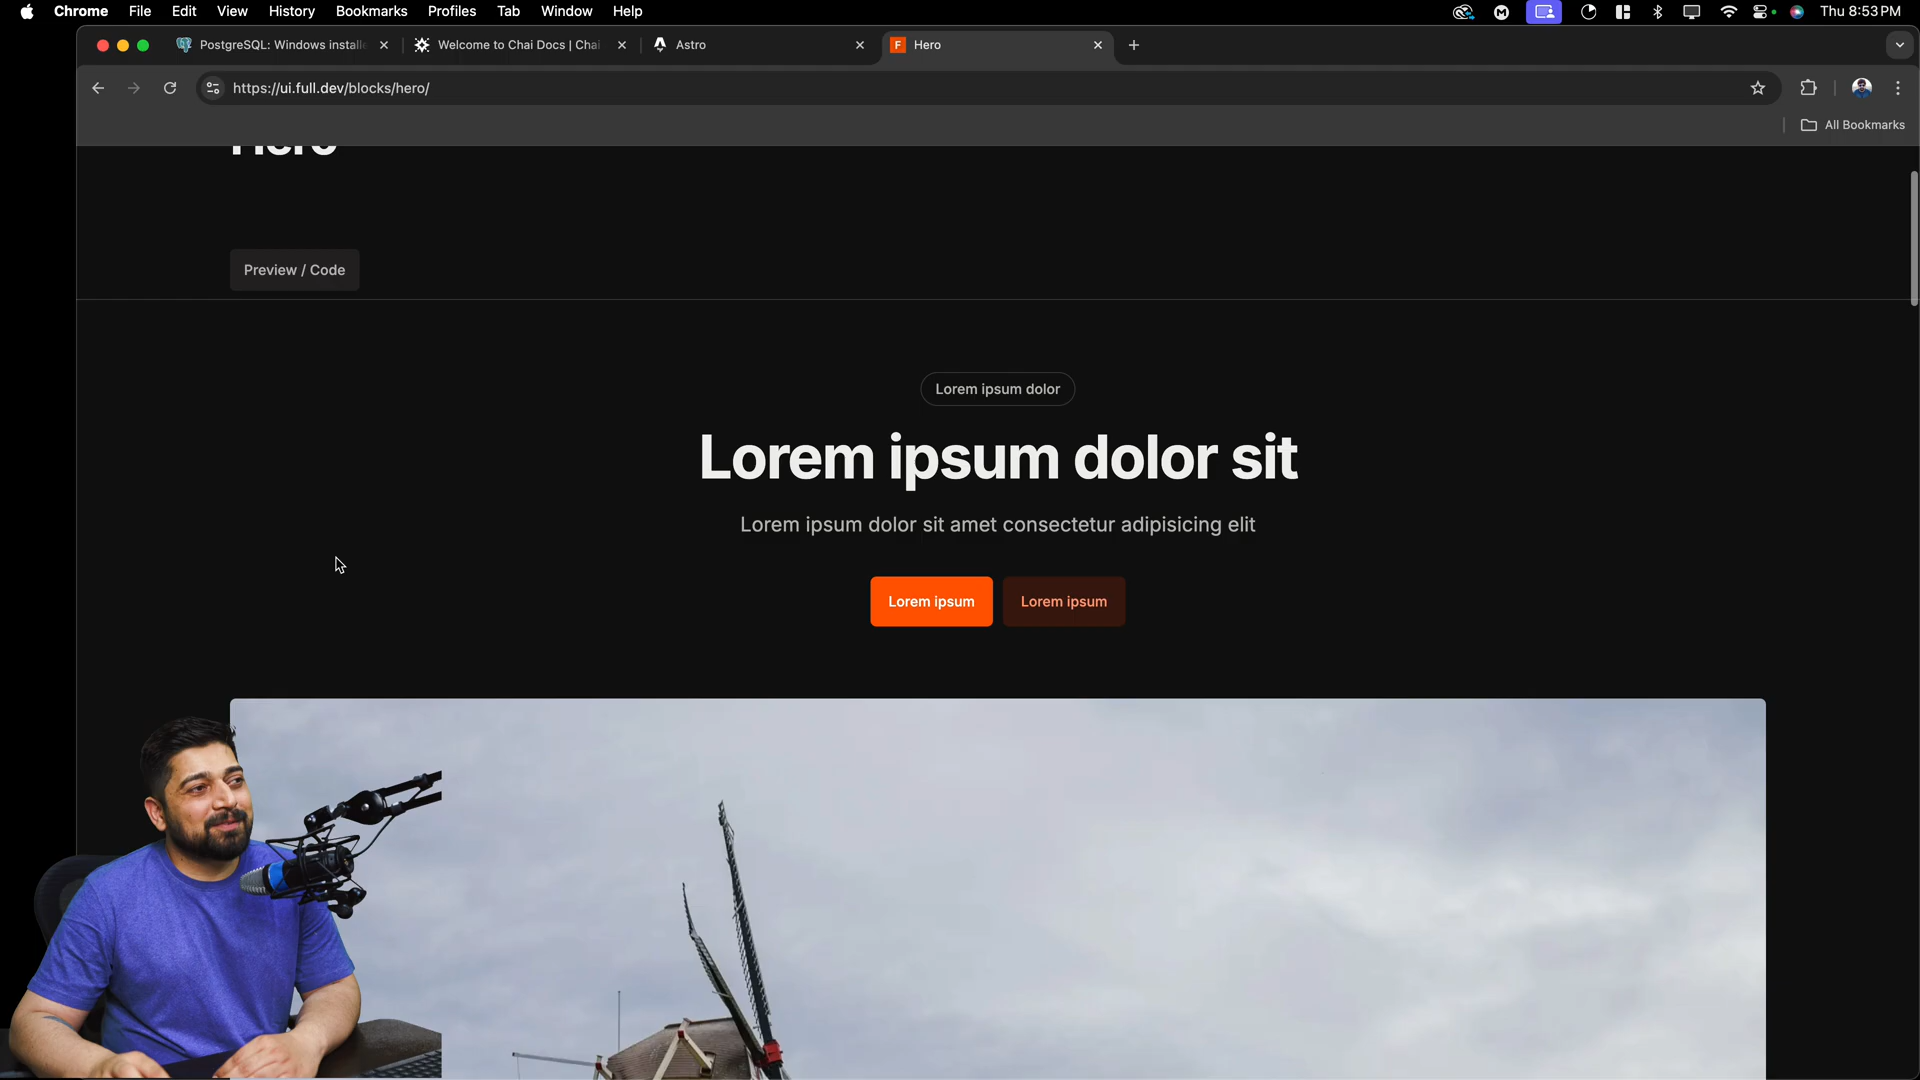 Chrome File Edit View History Bookmarks Profiles Tab Window Help Thu 8:53 PM
PostgreSQL: Windows installe Welcome to Chai Docs | Chai Astro Hero
https://ui.full.dev/blocks/hero/
All Bookmarks
Hero
Preview / Code
Lorem ipsum dolor
Lorem ipsum dolor sit
Lorem ipsum dolor sit amet consectetur adipisicing elit
Lorem ipsum Lorem ipsum